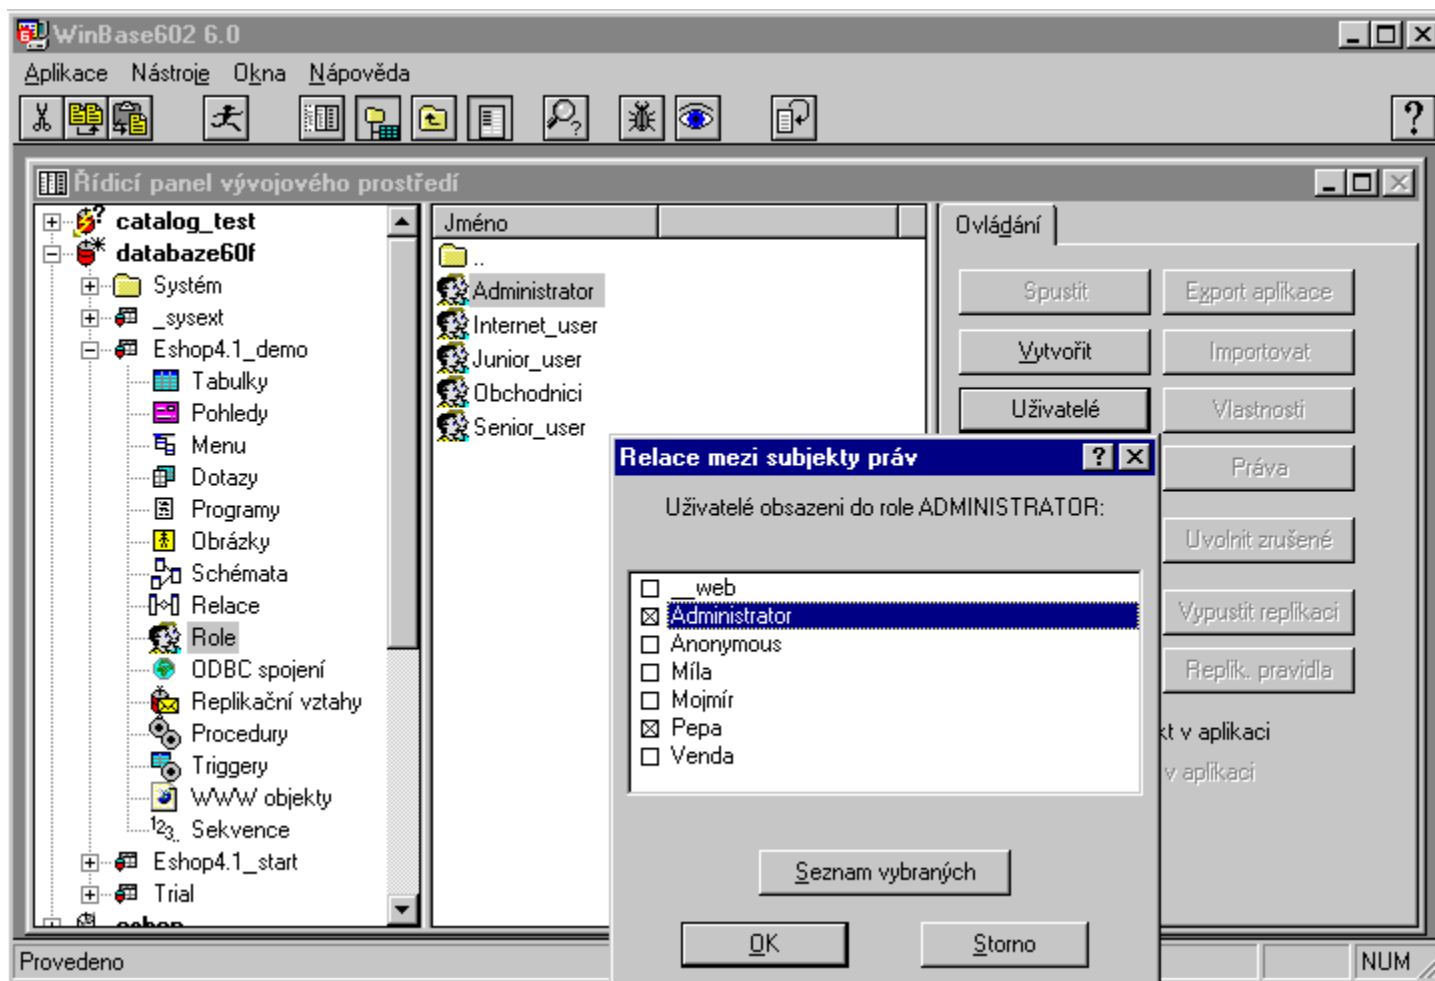 WinBase602 6.0
Aplikace Nástroje Okna Nápověda
?
Řídicí panel vývojového prostředí
catalog_test
databaze60f
Systém
_sysext
Eshop4.1_demo
Tabulky
Pohledy
Menu
Dotazy
Programy
Obrázky
Schémata
Relace
Role
ODBC spojení
Replikační vztahy
Procedury
Triggery
WWW objekty
Sekvence
Eshop4.1_start
Trial
Jméno
..
Administrator
Internet_user
Junior_user
Obchodnici
Senior_user
Ovládání
Spustit Export aplikace
Vytvořit Importovat
Uživatelé Vlastnosti
Práva
Uvolnit zrušené
Vypustit replikaci
Replik. pravidla
v aplikaci
v aplikaci
Relace mezi subjekty práv
Uživatelé obsazeni do role ADMINISTRATOR:
__web
Administrator
Anonymous
Míla
Mojmír
Pepa
Venda
Seznam vybraných
OK Storno
Provedeno NUM